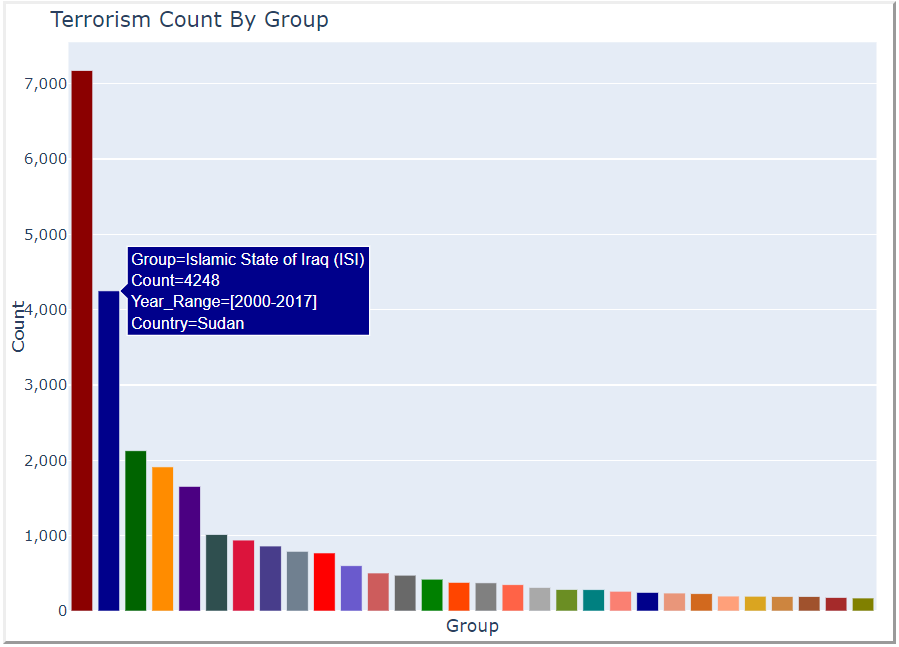 Terrorism Count By Group
7,000
6,000
5,000
4,000
3,000
2,000
1,000
0
Count
Group=Islamic State of Iraq (ISI)
Count=4248
Year_Range=[2000-2017]
Country=Sudan
Group